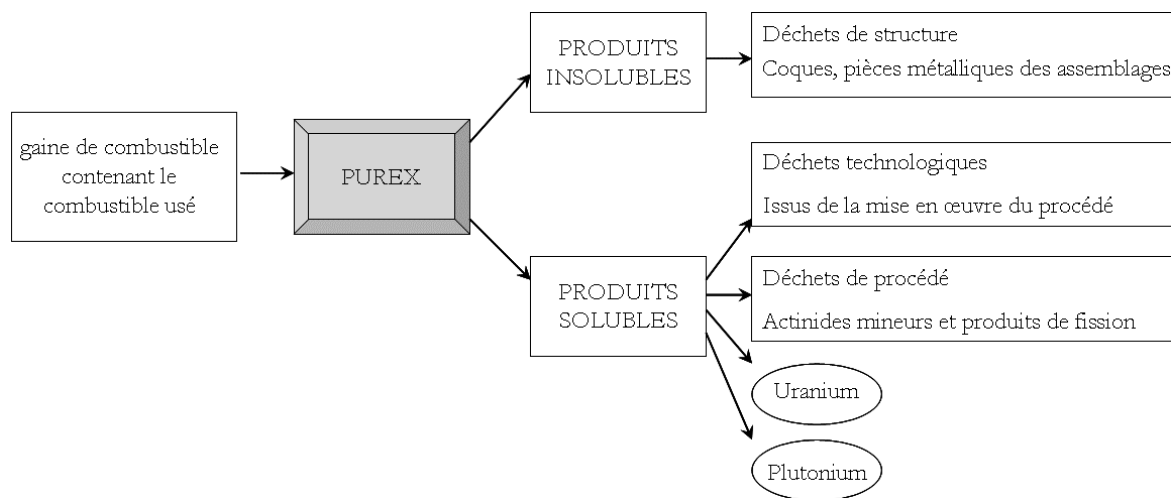 gaine de combustible
contenant le
combustible usé
PUREX
PRODUITS
INSOLUBLES
Déchets de structure
Coques, pièces métalliques des assemblages
PRODUITS
SOLUBLES
Déchets technologiques
Issus de la mise en œuvre du procédé
Déchets de procédé
Actinides mineurs et produits de fission
Uranium
Plutonium